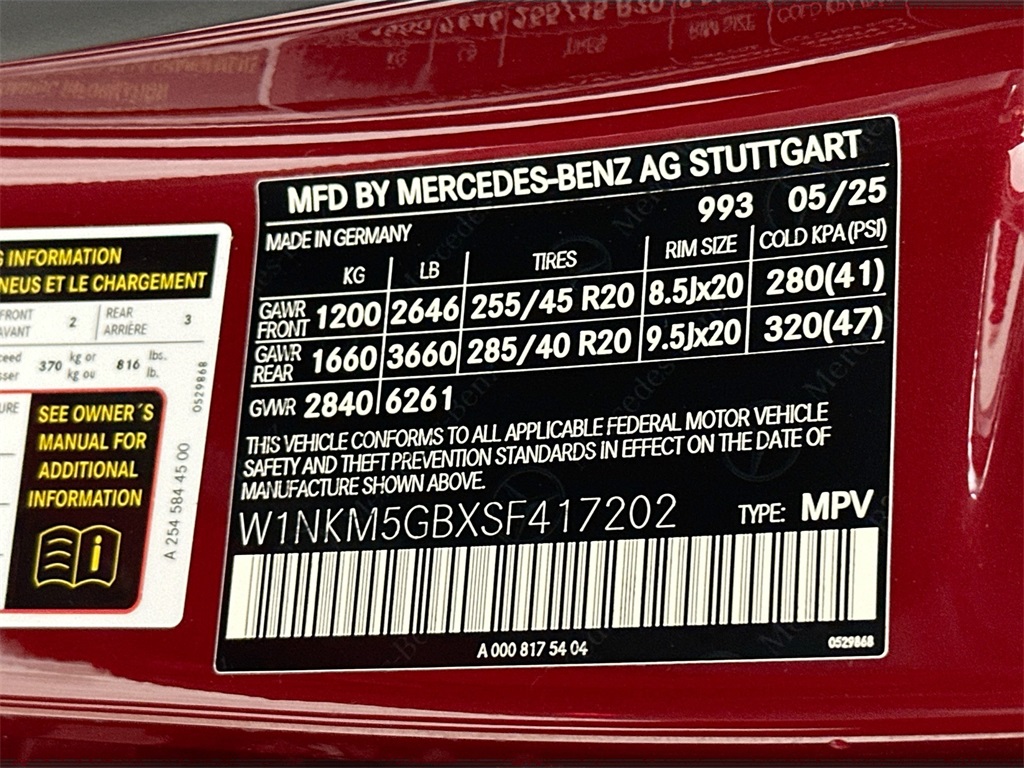 MFD BY MERCEDES-BENZ AG STUTTGART
993 05/25
MADE IN GERMANY
KG LB TIRES RIM SIZE COLD KPA(PSI)
GAWR FRONT 1200 2646 255/45 R20 8.5Jx20 280(41)
GAWR REAR 1660 3660 285/40 R20 9.5Jx20 320(47)
GVWR 2840 6261
THIS VEHICLE CONFORMS TO ALL APPLICABLE FEDERAL MOTOR VEHICLE
SAFETY AND THEFT PREVENTION STANDARDS IN EFFECT ON THE DATE OF
MANUFACTURE SHOWN ABOVE.
W1NKM5GBXSF417202 TYPE: MPV
A 000 817 54 04 0529868
INFORMATION
NEUS ET LE CHARGEMENT
FRONT 2 REAR 3
AVANT ARRIÈRE
370 kg or 816 lbs.
kg ou lb.
SEE OWNER´S
MANUAL FOR
ADDITIONAL
INFORMATION
A 254 584 45 00
0529868